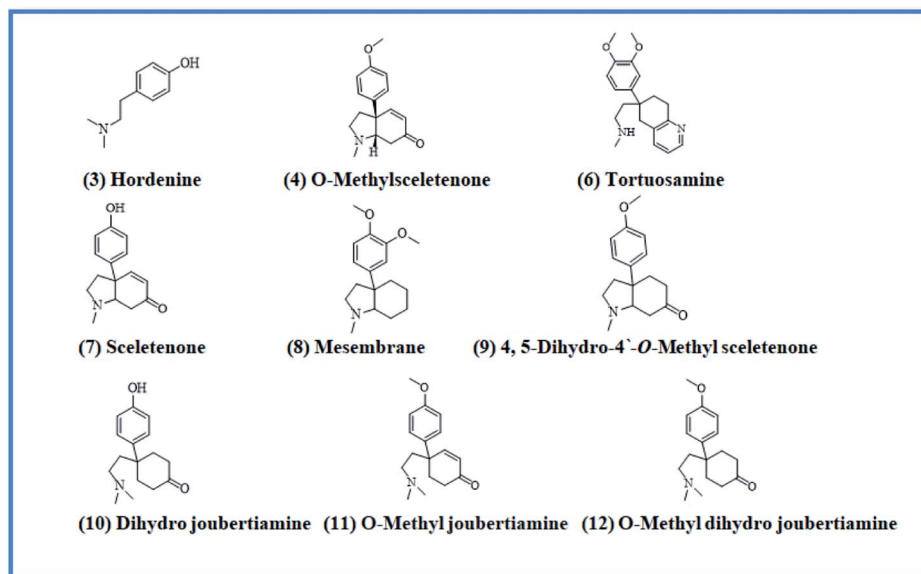 OH
N
(3) Hordenine
O
N
H
O
(4) O-Methylsceletenone
O
O
NH
N
(6) Tortuosamine
OH
N
O
(7) Sceletenone
O
O
N
(8) Mesembrane
O
N
O
(9) 4, 5-Dihydro-4`-O-Methyl sceletenone
OH
N
O
(10) Dihydro joubertiamine
O
N
O
(11) O-Methyl joubertiamine
O
N
O
(12) O-Methyl dihydro joubertiamine